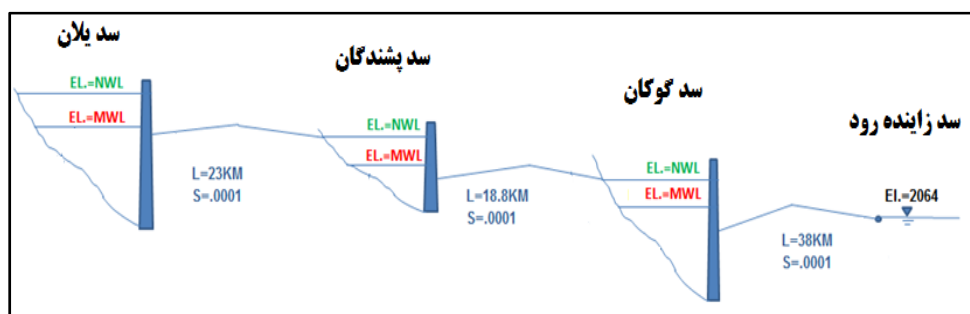 سد یلان
EL.=NWL
EL.=MWL
L=23KM
S=.0001
سد پشندگان
EL.=NWL
EL.=MWL
L=18.8KM
S=.0001
سد گوکان
EL.=NWL
EL.=MWL
L=38KM
S=.0001
سد زاینده رود
El.=2064